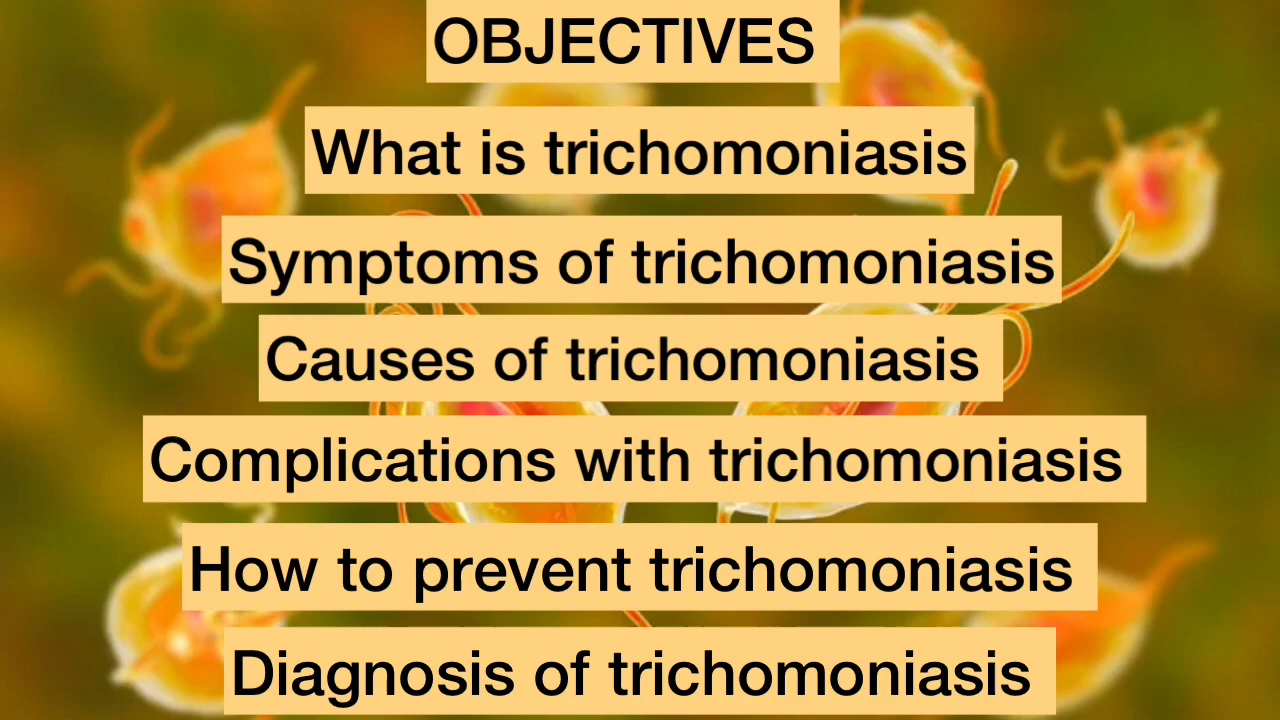 OBJECTIVES
What is trichomoniasis
Symptoms of trichomoniasis
Causes of trichomoniasis
Complications with trichomoniasis
How to prevent trichomoniasis
Diagnosis of trichomoniasis